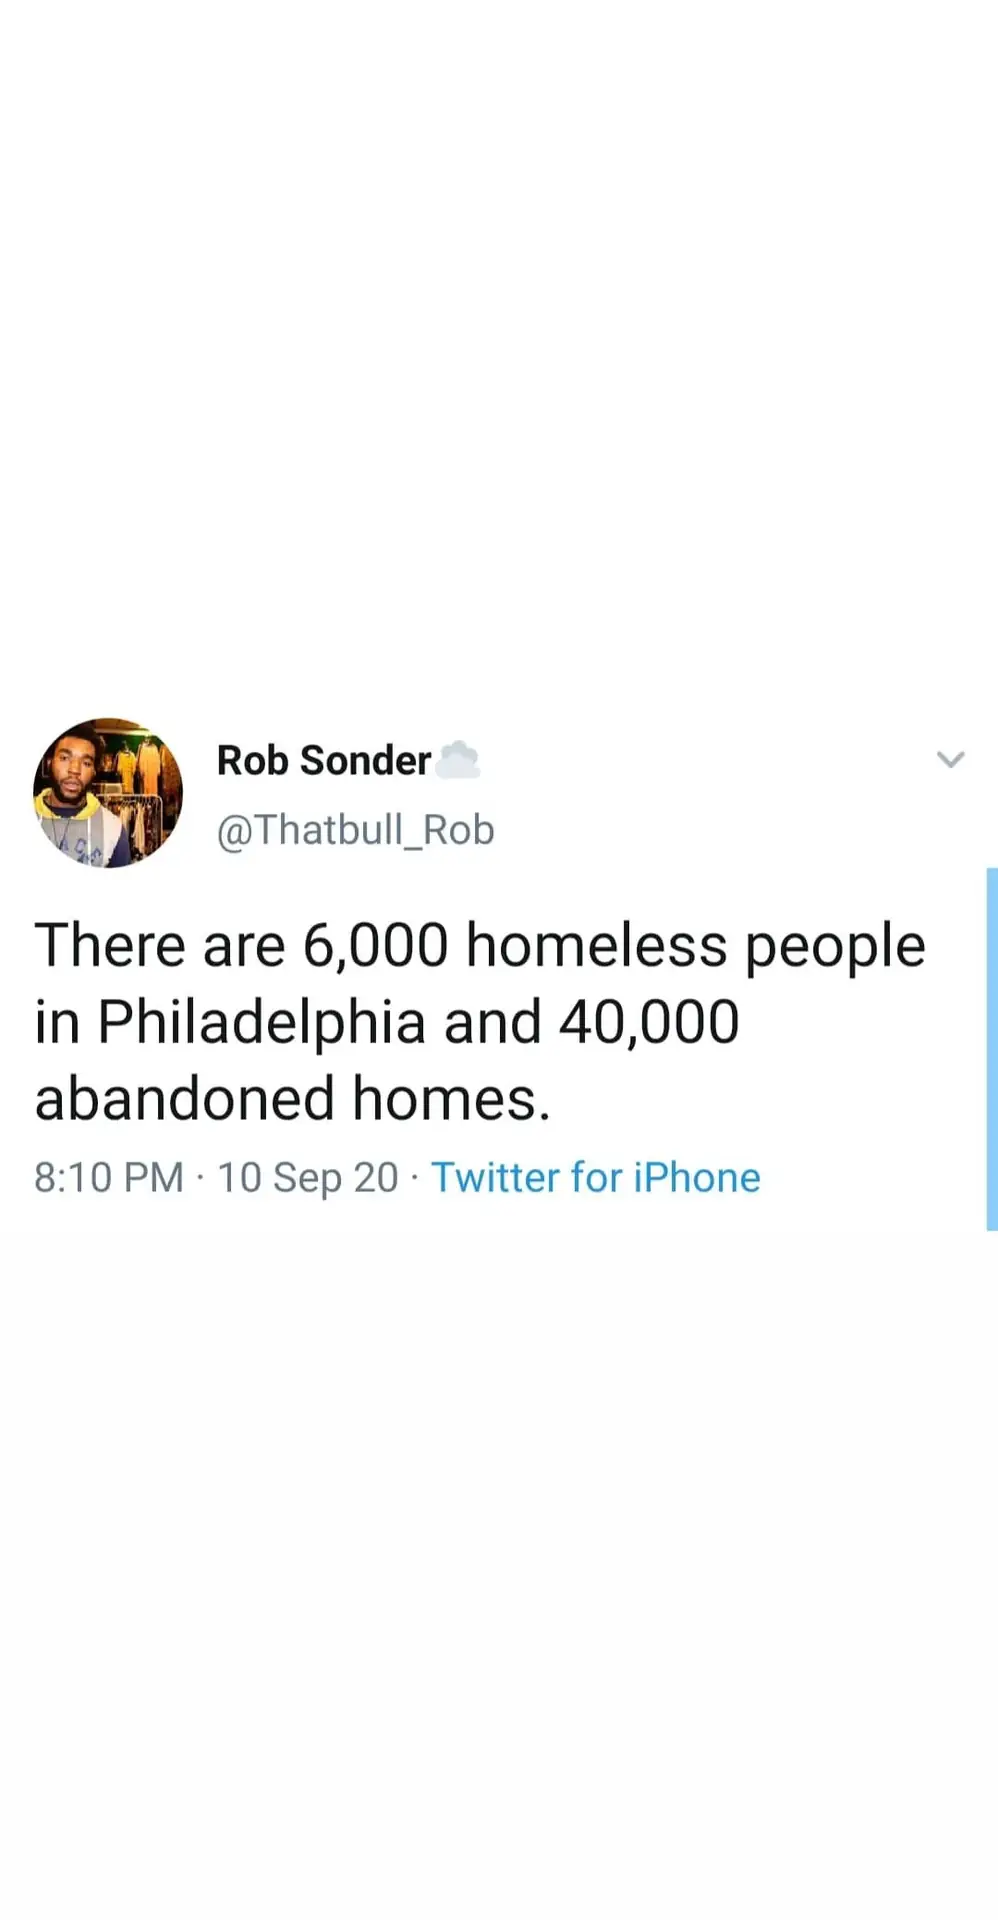 Rob Sonder☁️
@Thatbull_Rob
There are 6,000 homeless people
in Philadelphia and 40,000
abandoned homes.
8:10 PM · 10 Sep 20 · Twitter for iPhone